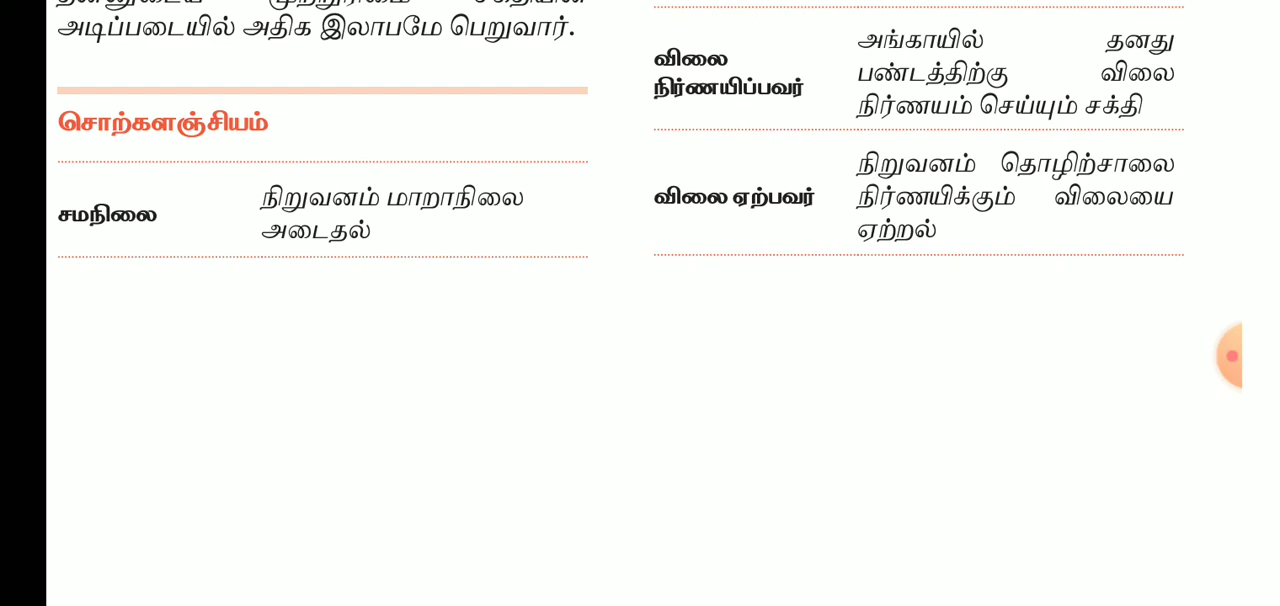 அடிப்படையில் அதிக இலாபமே பெறுவார்.
சொற்களஞ்சியம்
சமநிலை
நிறுவனம் மாறாநிலை
அடைதல்
விலை
நிர்ணயிப்பவர்
அங்காயில் தனது
பண்டத்திற்கு விலை
நிர்ணயம் செய்யும் சக்தி
விலை ஏற்பவர்
நிறுவனம் தொழிற்சாலை
நிர்ணயிக்கும் விலையை
ஏற்றல்